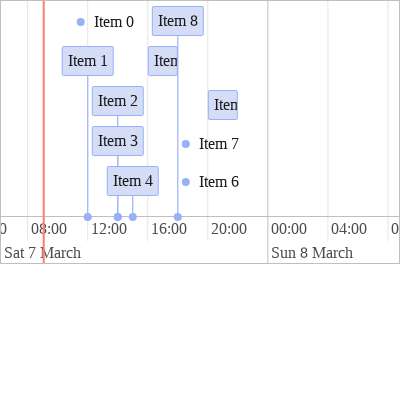 Item 0
Item 8
Item 1
Item 2
Item 3
Item 7
Item 4
Item 6
08:00
12:00
16:00
20:00
00:00
04:00
Sat 7 March
Sun 8 March